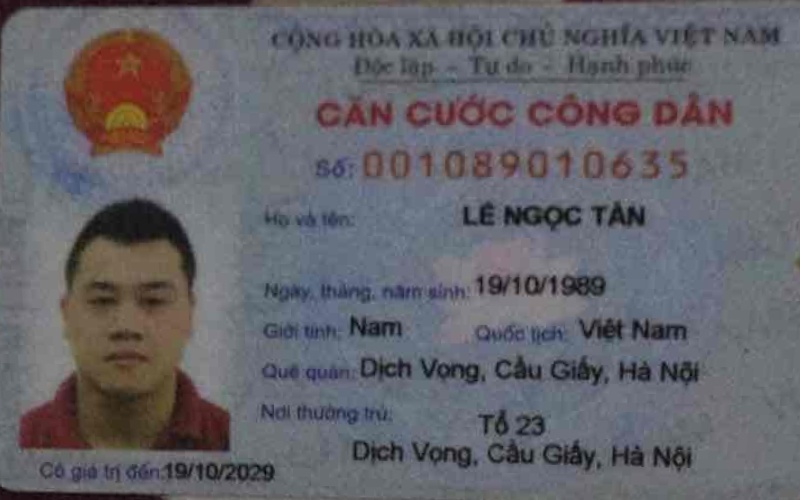 CỘNG HÒA XÃ HỘI CHỦ NGHĨA VIỆT NAM
Độc lập - Tự do - Hạnh phúc
CĂN CƯỚC CÔNG DÂN
Số: 001089010635
Họ và tên: LÊ NGỌC TÂN
Ngày, tháng, năm sinh: 19/10/1989
Giới tính: Nam Quốc tịch: Việt Nam
Quê quán: Dịch Vọng, Cầu Giấy, Hà Nội
Nơi thường trú: Tổ 23
Dịch Vọng, Cầu Giấy, Hà Nội
Có giá trị đến: 19/10/2029